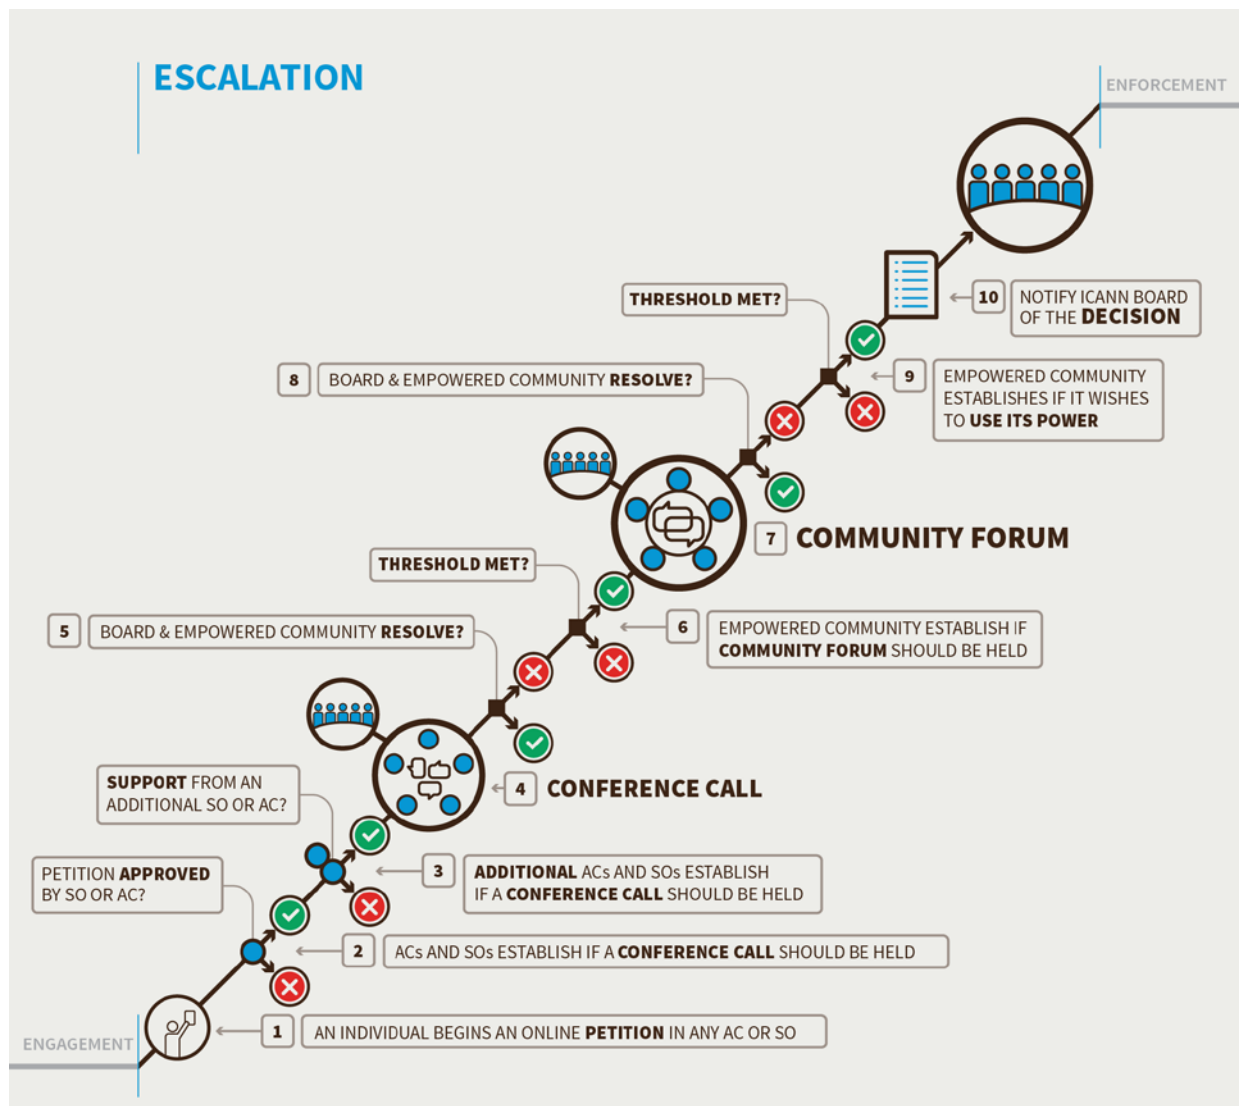 ESCALATION
ENFORCEMENT
10
NOTIFY ICANN BOARD
OF THE DECISION
THRESHOLD MET?
9
EMPOWERED COMMUNITY
ESTABLISHES IF IT WISHES
TO USE ITS POWER
8
BOARD & EMPOWERED COMMUNITY RESOLVE?
7
COMMUNITY FORUM
THRESHOLD MET?
6
EMPOWERED COMMUNITY ESTABLISH IF
COMMUNITY FORUM SHOULD BE HELD
5
BOARD & EMPOWERED COMMUNITY RESOLVE?
4
CONFERENCE CALL
SUPPORT FROM AN
ADDITIONAL SO OR AC?
3
ADDITIONAL ACs AND SOs ESTABLISH
IF A CONFERENCE CALL SHOULD BE HELD
PETITION APPROVED
BY SO OR AC?
2
ACs AND SOs ESTABLISH IF A CONFERENCE CALL SHOULD BE HELD
1
AN INDIVIDUAL BEGINS AN ONLINE PETITION IN ANY AC OR SO
ENGAGEMENT